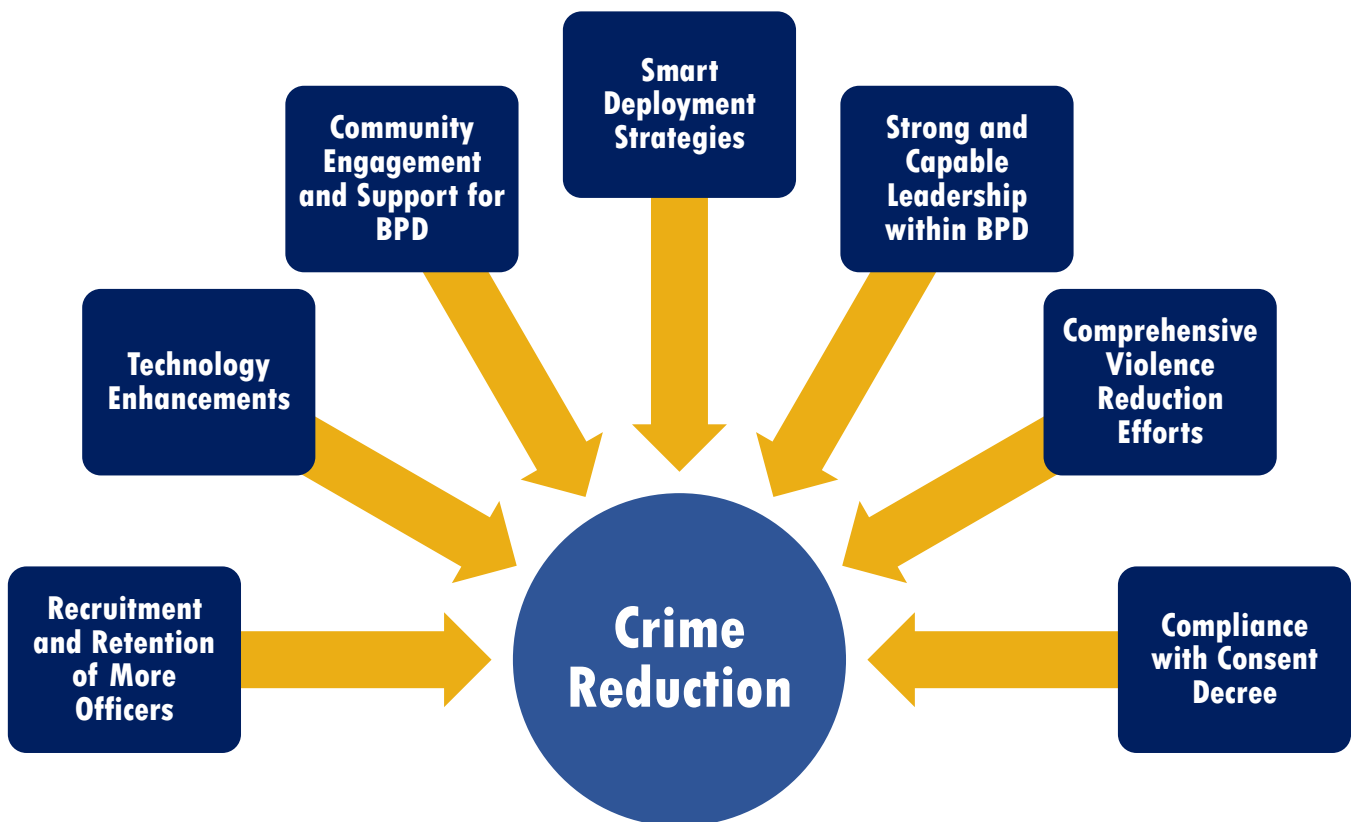 Smart
Deployment
Strategies
Community
Engagement
and Support for
BPD
Strong and
Capable
Leadership
within BPD
Technology
Enhancements
Comprehensive
Violence
Reduction
Efforts
Recruitment
and Retention
of More
Officers
Crime
Reduction
Compliance
with Consent
Decree